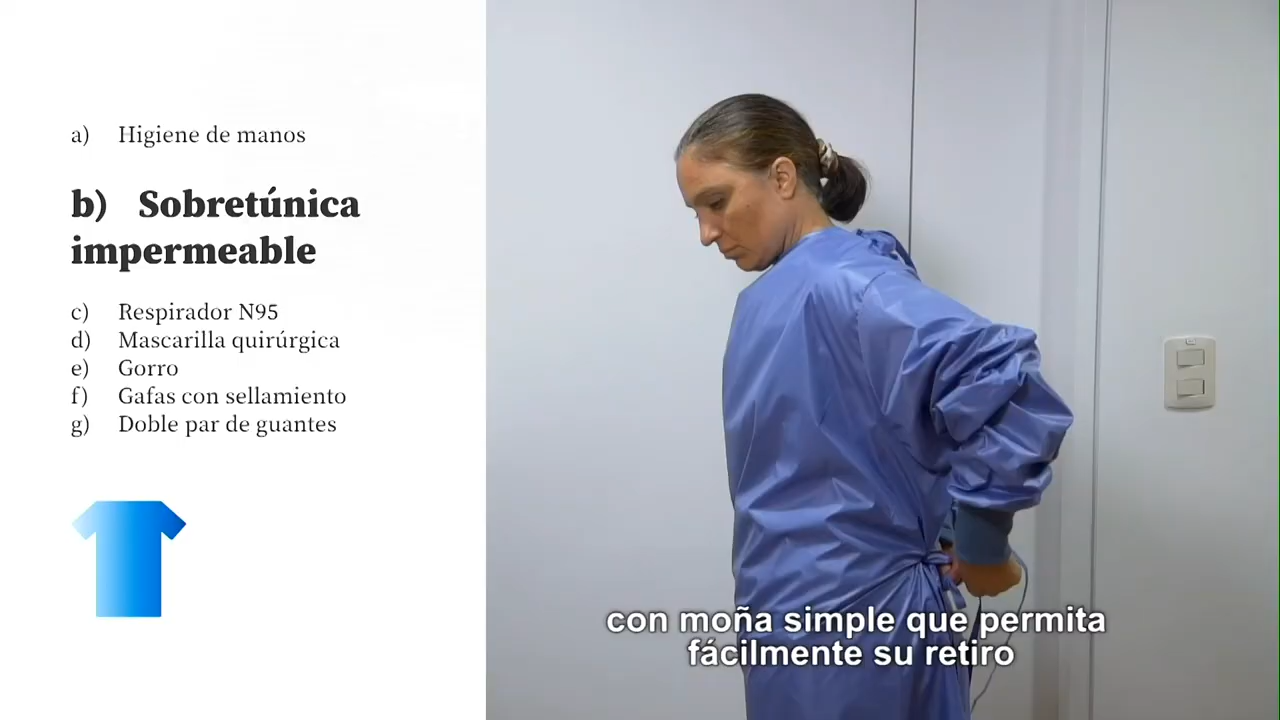 a) Higiene de manos
b) Sobretúnica
impermeable
c) Respirador N95
d) Mascarilla quirúrgica
e) Gorro
f) Gafas con sellamiento
g) Doble par de guantes
con moña simple que permita
fácilmente su retiro